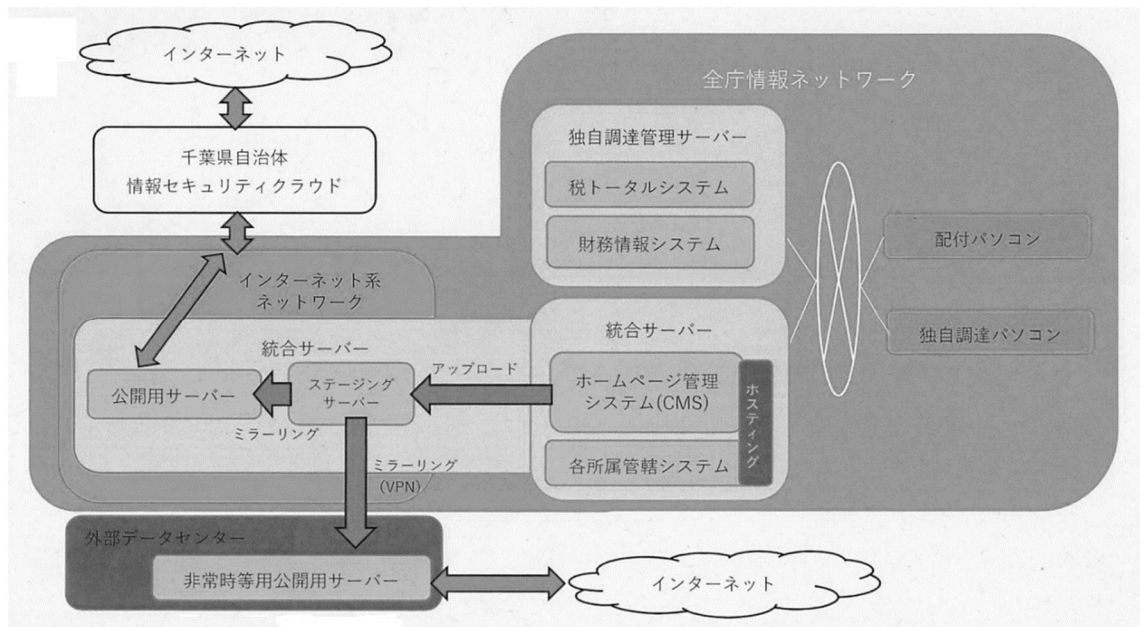 インターネット
千葉県自治体
情報セキュリティクラウド
全庁情報ネットワーク
独自調達管理サーバー
税トータルシステム
財務情報システム
配付パソコン
独自調達パソコン
インターネット系
ネットワーク
統合サーバー
公開用サーバー
ステージング
サーバー
ミラーリング
アップロード
統合サーバー
ホームページ管理
システム(CMS)
各所属管轄システム
ホスティング
ミラーリング
(VPN)
外部データセンター
非常時等用公開用サーバー
インターネット